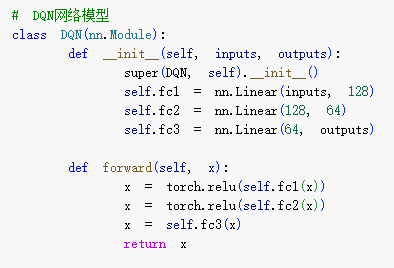 # DQN网络模型
class DQN(nn.Module):
    def __init__(self, inputs, outputs):
        super(DQN, self).__init__()
        self.fc1 = nn.Linear(inputs, 128)
        self.fc2 = nn.Linear(128, 64)
        self.fc3 = nn.Linear(64, outputs)

    def forward(self, x):
        x = torch.relu(self.fc1(x))
        x = torch.relu(self.fc2(x))
        x = self.fc3(x)
        return x